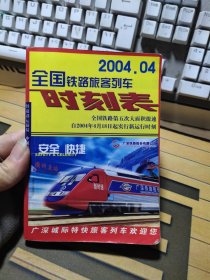 2004.04
全国铁路旅客列车
时刻表
全国铁路第五次大面积提速
自2004年4月18日起实行新运行时刻
安全 快捷
广深城际特快旅客列车欢迎您